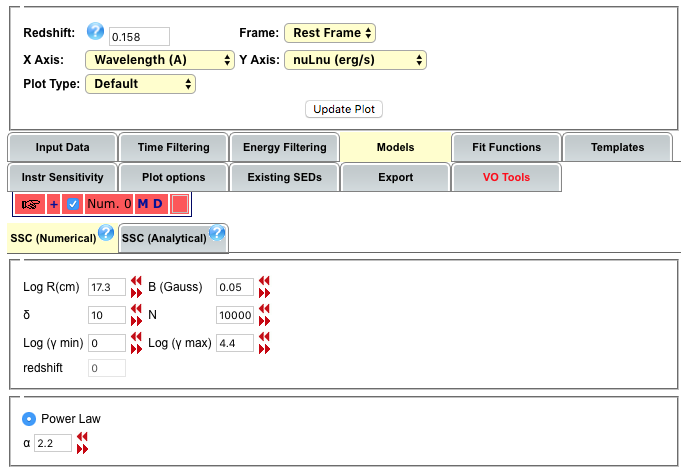 Redshift: ? 0.158 Frame: Rest Frame
X Axis: Wavelength (A) Y Axis: nuLnu (erg/s)
Plot Type: Default
Update Plot
Input Data Time Filtering Energy Filtering Models Fit Functions Templates
Instr Sensitivity Plot options Existing SEDs Export VO Tools
+ Num. 0 M D
SSC (Numerical) ? SSC (Analytical) ?
Log R(cm) 17.3 B (Gauss) 0.05
δ 10 N 10000
Log (γ min) 0 Log (γ max) 4.4
redshift 0
Power Law
α 2.2